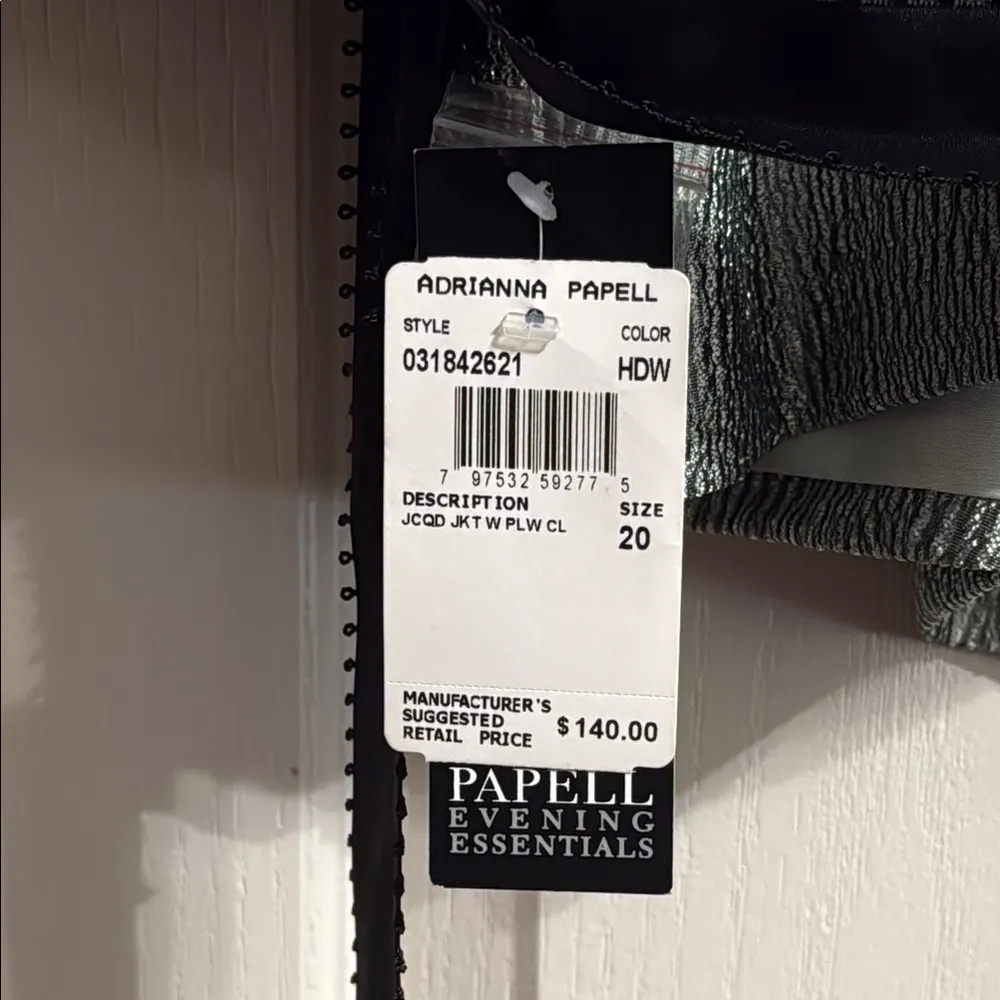 ADRIANNA PAPELL
STYLE COLOR
031842621 HDW
7 97532 59277 5
DESCRIPTION SIZE
JCQD JKT W PLW CL
20
MANUFACTURER'S
SUGGESTED
RETAIL PRICE $140.00
PAPELL
EVENING
ESSENTIALS